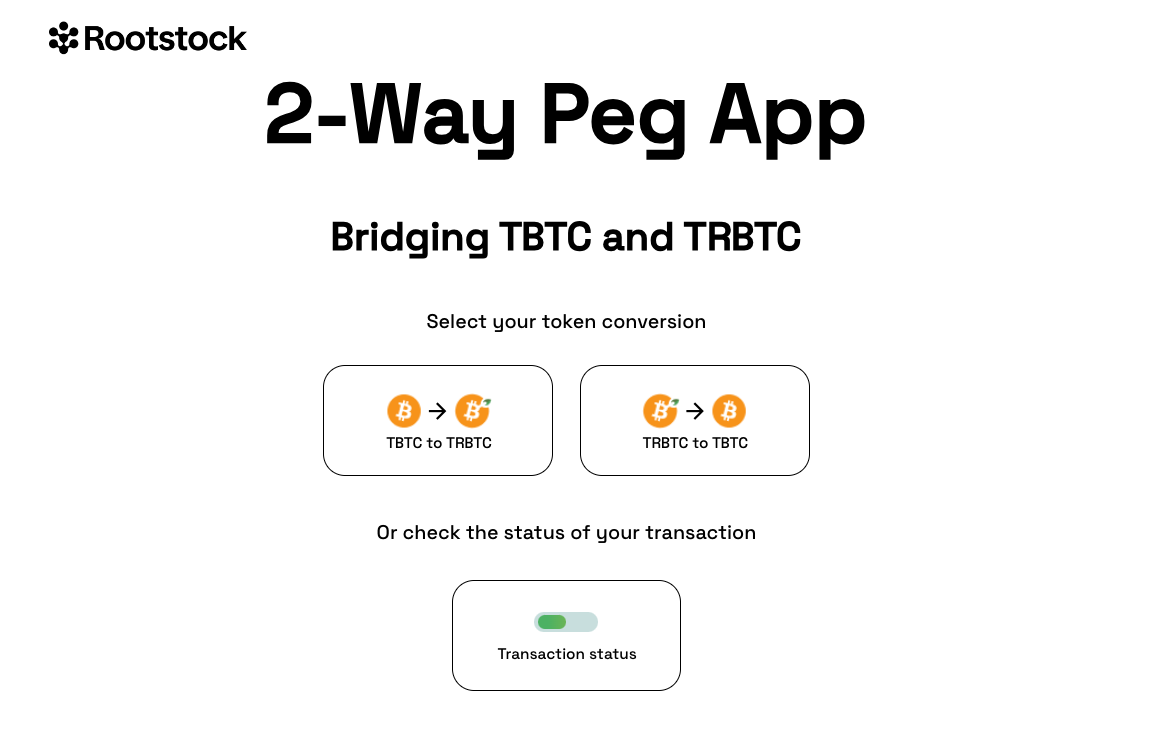 Rootstock
2-Way Peg App
Bridging TBTC and TRBTC
Select your token conversion
TBTC to TRBTC
TRBTC to TBTC
Or check the status of your transaction
Transaction status